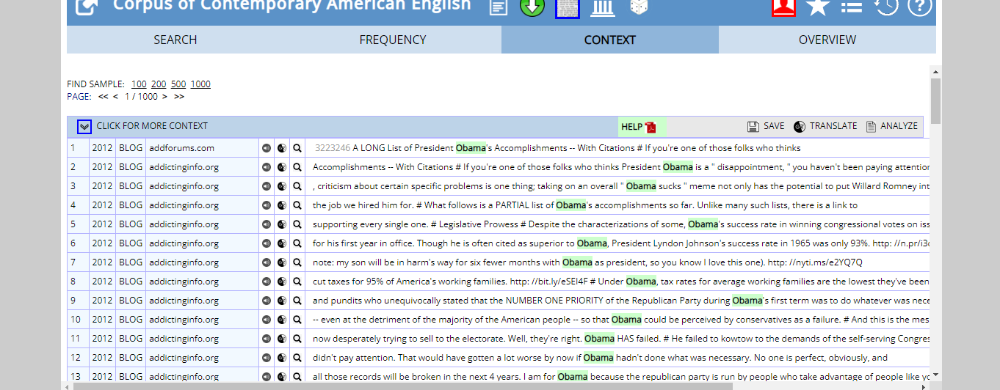 Corpus of Contemporary American English
SEARCH FREQUENCY CONTEXT OVERVIEW
FIND SAMPLE: 100 200 500 1000
PAGE: << < 1 / 1000 > >>
CLICK FOR MORE CONTEXT HELP SAVE TRANSLATE ANALYZE
1 2012 BLOG addforums.com 3223246 A LONG List of President Obama's Accomplishments -- With Citations # If you're one of those folks who thinks
2 2012 BLOG addictinginfo.org Accomplishments -- With Citations # If you're one of those folks who thinks President Obama is a " disappointment, " you haven't been paying attention
3 2012 BLOG addictinginfo.org , criticism about certain specific problems is one thing; taking on an overall " Obama sucks " meme not only has the potential to put Willard Romney int
4 2012 BLOG addictinginfo.org the job we hired him for. # What follows is a PARTIAL list of Obama's accomplishments so far. Unlike many such lists, there is a link to
5 2012 BLOG addictinginfo.org supporting every single one. # Legislative Prowess # Despite the characterizations of some, Obama's success rate in winning congressional votes on iss
6 2012 BLOG addictinginfo.org for his first year in office. Though he is often cited as superior to Obama, President Lyndon Johnson's success rate in 1965 was only 93%. http: //n.pr/i3d
7 2012 BLOG addictinginfo.org note: my son will be in harm's way for six fewer months with Obama as president, so you know I love this one). http: //nyti.ms/e2YQ7Q
8 2012 BLOG addictinginfo.org cut taxes for 95% of America's working families. http: //bit.ly/eSEI4F # Under Obama, tax rates for average working families are the lowest they've been
9 2012 BLOG addictinginfo.org and pundits who unequivocally stated that the NUMBER ONE PRIORITY of the Republican Party during Obama's first term was to do whatever was nece
10 2012 BLOG addictinginfo.org -- even at the detriment of the majority of the American people -- so that Obama could be perceived by conservatives as a failure. # And this is the mes
11 2012 BLOG addictinginfo.org now desperately trying to sell to the electorate. Well, they're right. Obama HAS failed. # He failed to kowtow to the demands of the self-serving Congres
12 2012 BLOG addictinginfo.org didn't pay attention. That would have gotten a lot worse by now if Obama hadn't done what was necessary. No one is perfect, obviously, and
13 2012 BLOG addictinginfo.org all those records will be broken in the next 4 years. I am for Obama because the republican party is run by people who take advantage of people like yo